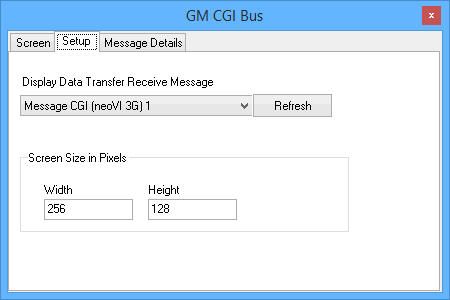 GM CGI Bus
x
Screen Setup Message Details
Display Data Transfer Receive Message
Message CGI (neoVI 3G) 1 Refresh
Screen Size in Pixels
Width Height
256 128